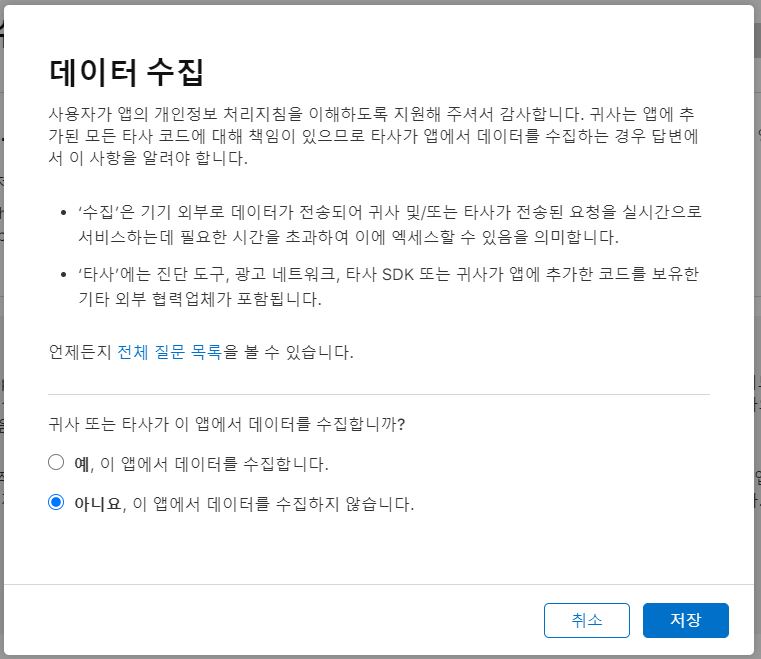 데이터 수집
사용자가 앱의 개인정보 처리지침을 이해하도록 지원해 주셔서 감사합니다. 귀사는 앱에 추
가된 모든 타사 코드에 대해 책임이 있으므로 타사가 앱에서 데이터를 수집하는 경우 답변에
서 이 사항을 알려야 합니다.
• ‘수집’은 기기 외부로 데이터가 전송되어 귀사 및/또는 타사가 전송된 요청을 실시간으로
서비스하는데 필요한 시간을 초과하여 이에 엑세스할 수 있음을 의미합니다.
• ‘타사’에는 진단 도구, 광고 네트워크, 타사 SDK 또는 귀사가 앱에 추가한 코드를 보유한
기타 외부 협력업체가 포함됩니다.
언제든지 전체 질문 목록을 볼 수 있습니다.
귀사 또는 타사가 이 앱에서 데이터를 수집합니까?
예, 이 앱에서 데이터를 수집합니다.
아니요, 이 앱에서 데이터를 수집하지 않습니다.
취소
저장